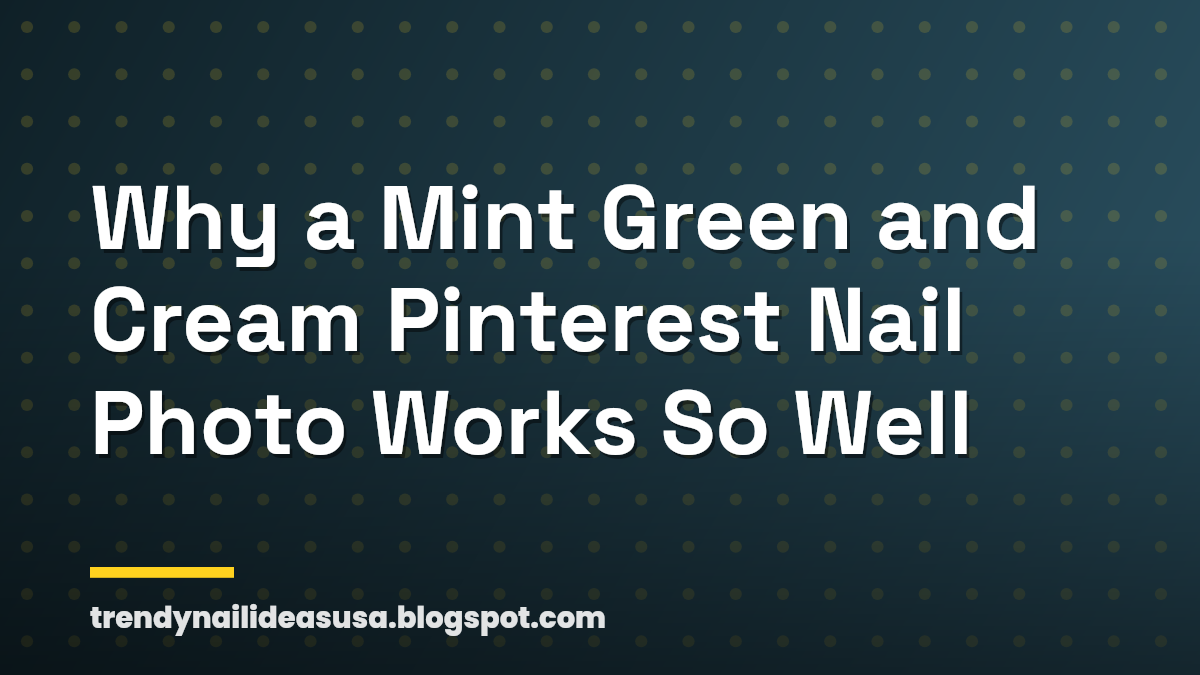 Why a Mint Green and
Cream Pinterest Nail
Photo Works So Well
trendynailideasusa.blogspot.com